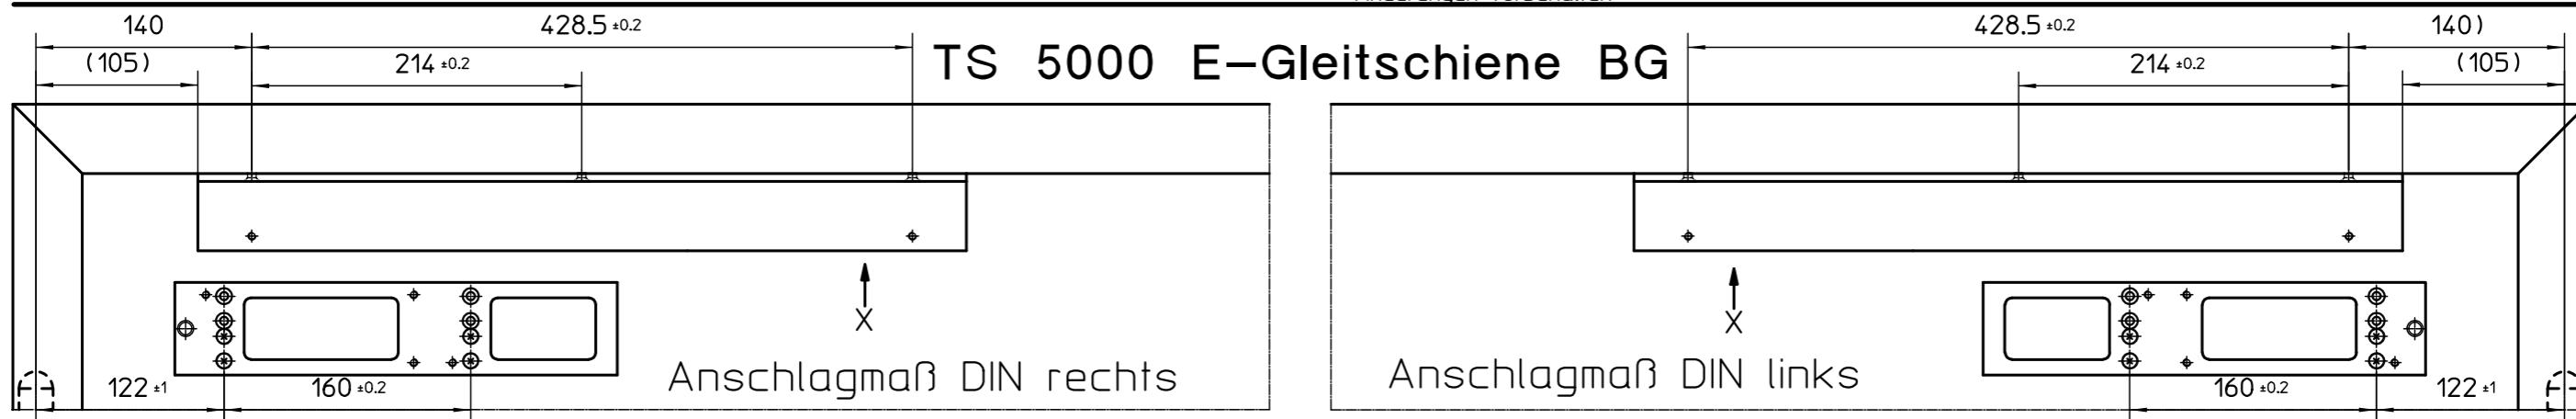 140 428.5 ±0.2 428.5 ±0.2 140)
(105) 214 ±0.2 TS 5000 E-Gleitschiene BG 214 ±0.2 (105)
X X
Anschlagmaß DIN rechts Anschlagmaß DIN links
122 ±1 160 ±0.2 160 ±0.2 122 ±1